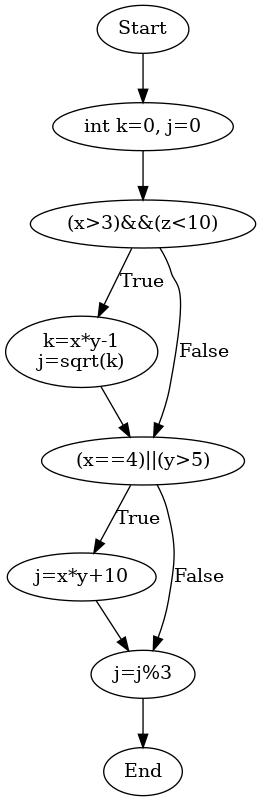 Start
int k=0, j=0
(x>3)&&(z<10)
True
k=x*y-1
j=sqrt(k)
False
(x==4)||(y>5)
True
j=x*y+10
False
j=j%3
End